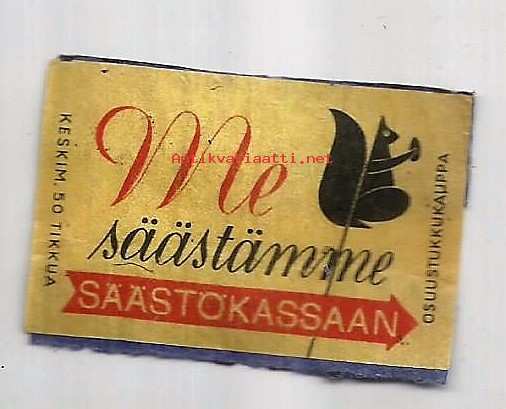 KESKIM. 50 TIKKUA
Me
Antikvariaatti.net
säästämme
SÄÄSTÖKASSAAN
OSUUSTUKKUKAUPPA